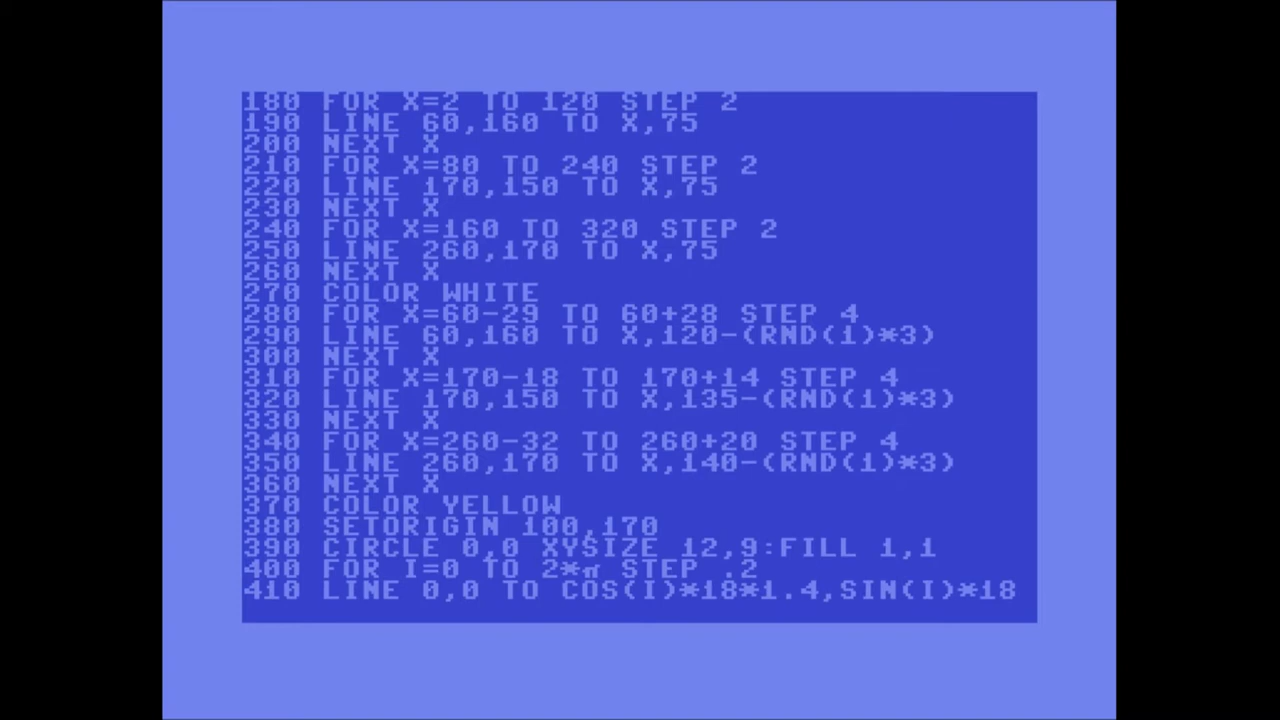 180 FOR X=2 TO 120 STEP 2
190 LINE 60,160 TO X,75
200 NEXT X
210 FOR X=80 TO 240 STEP 2
220 LINE 170,150 TO X,75
230 NEXT X
240 FOR X=160 TO 320 STEP 2
250 LINE 260,170 TO X,75
260 NEXT X
270 COLOR WHITE
280 FOR X=60-29 TO 60+28 STEP 4
290 LINE 60,160 TO X,120-(RND(1)*3)
300 NEXT X
310 FOR X=170-18 TO 170+14 STEP 4
320 LINE 170,150 TO X,135-(RND(1)*3)
330 NEXT X
340 FOR X=260-32 TO 260+20 STEP 4
350 LINE 260,170 TO X,140-(RND(1)*3)
360 NEXT X
370 COLOR YELLOW
380 SETORIGIN 100,170
390 CIRCLE 0,0 XYSIZE 12,9:FILL 1,1
400 FOR I=0 TO 2*π STEP .2
410 LINE 0,0 TO COS(I)*18*1.4,SIN(I)*18